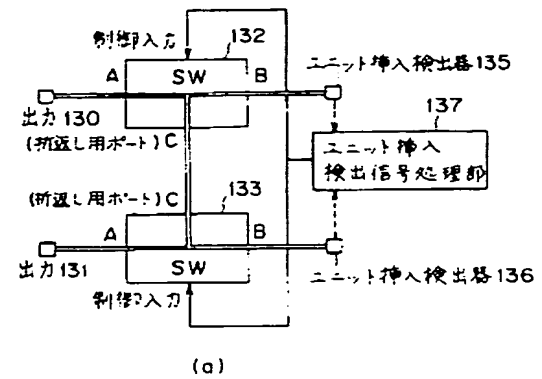 制御入力
132
A
SW
B
ユニット挿入検出器135
出力130
137
(折返し用ポート)C
ユニット挿入
検出信号処理部
(折返し用ポート)C
133
A
B
出力131
SW
ユニット挿入検出器136
制御入力
(a)